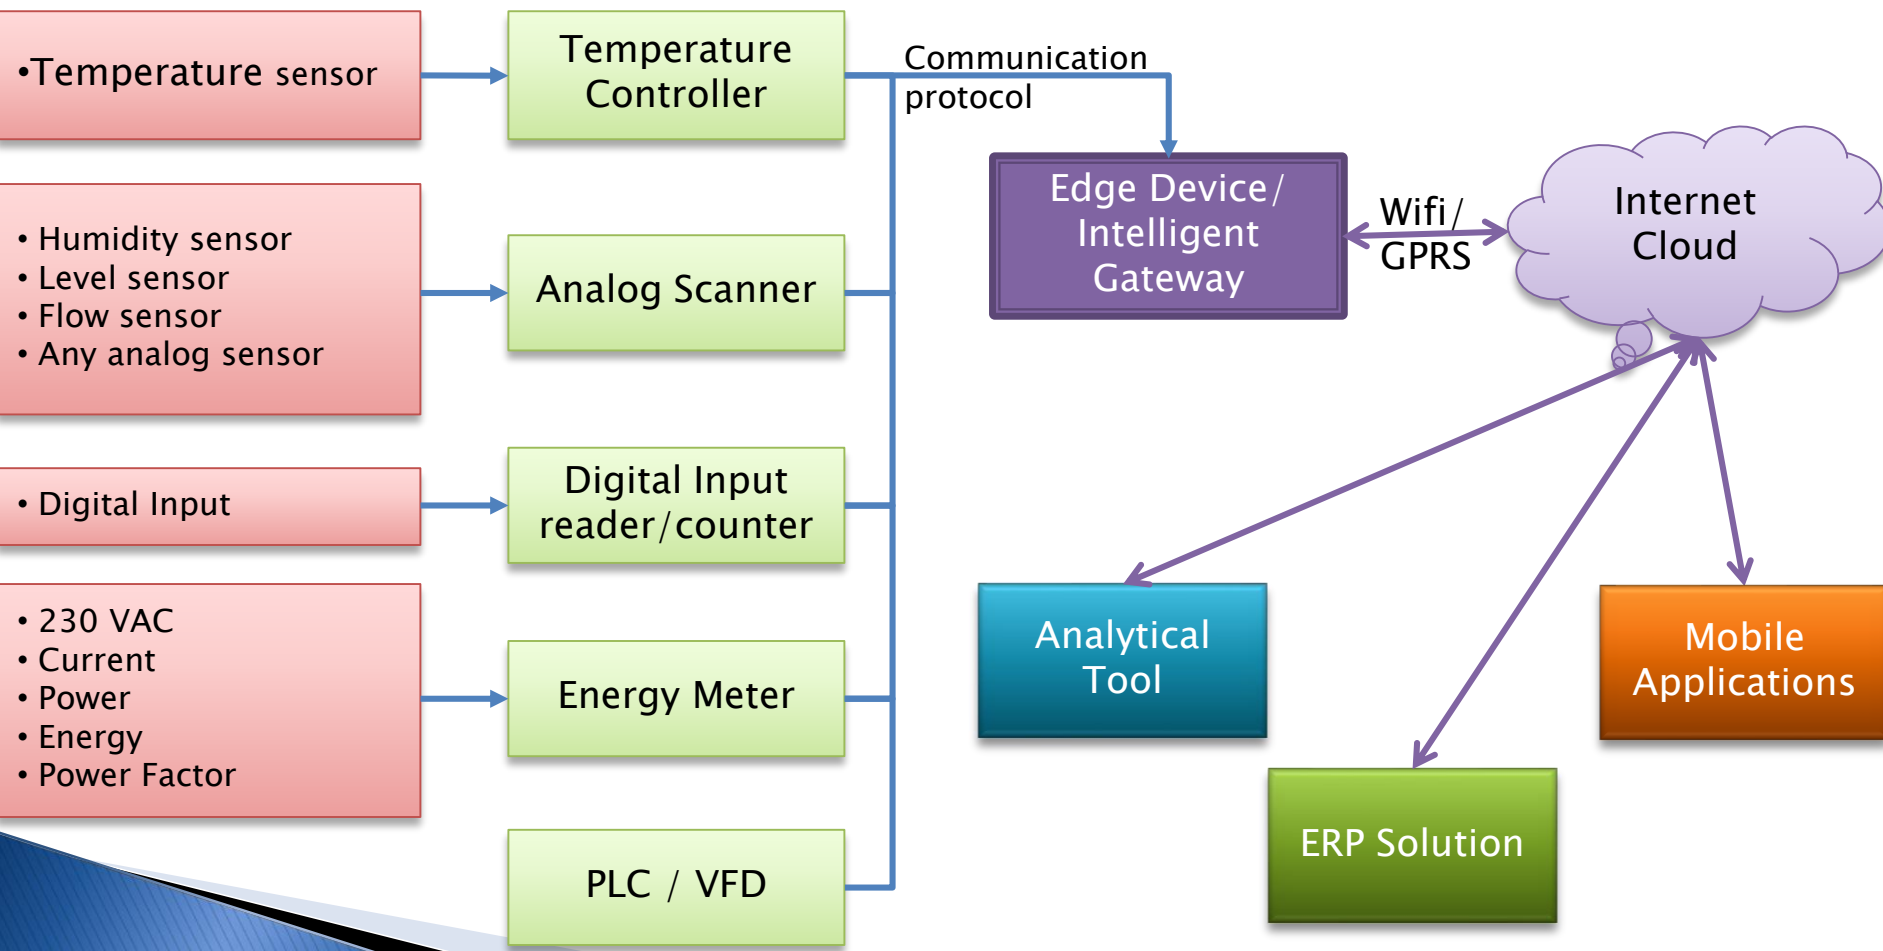 •Temperature sensor
Temperature
Controller
Communication
protocol
• Humidity sensor
• Level sensor
• Flow sensor
• Any analog sensor
Analog Scanner
Edge Device/
Intelligent
Gateway
Wifi/
GPRS
Internet
Cloud
• Digital Input
Digital Input
reader/counter
• 230 VAC
• Current
• Power
• Energy
• Power Factor
Energy Meter
PLC / VFD
Analytical
Tool
ERP Solution
Mobile
Applications